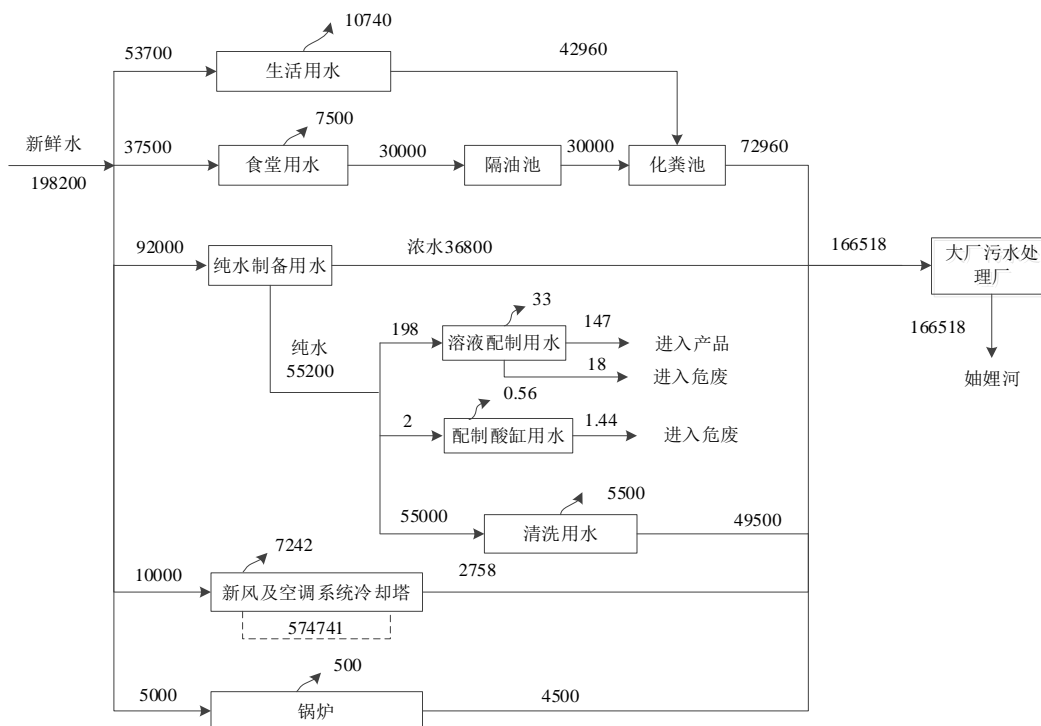 10740
53700
生活用水
42960
新鲜水
198200
7500
37500
食堂用水
30000
隔油池
30000
化粪池
72960
92000
纯水制备用水
浓水36800
166518
大厂污水处
理厂
166518
妯娌河
纯水
55200
33
198
溶液配制用水
147
进入产品
18
进入危废
0.56
2
配制酸缸用水
1.44
进入危废
5500
55000
清洗用水
49500
7242
10000
新风及空调系统冷却塔
2758
574741
500
5000
锅炉
4500